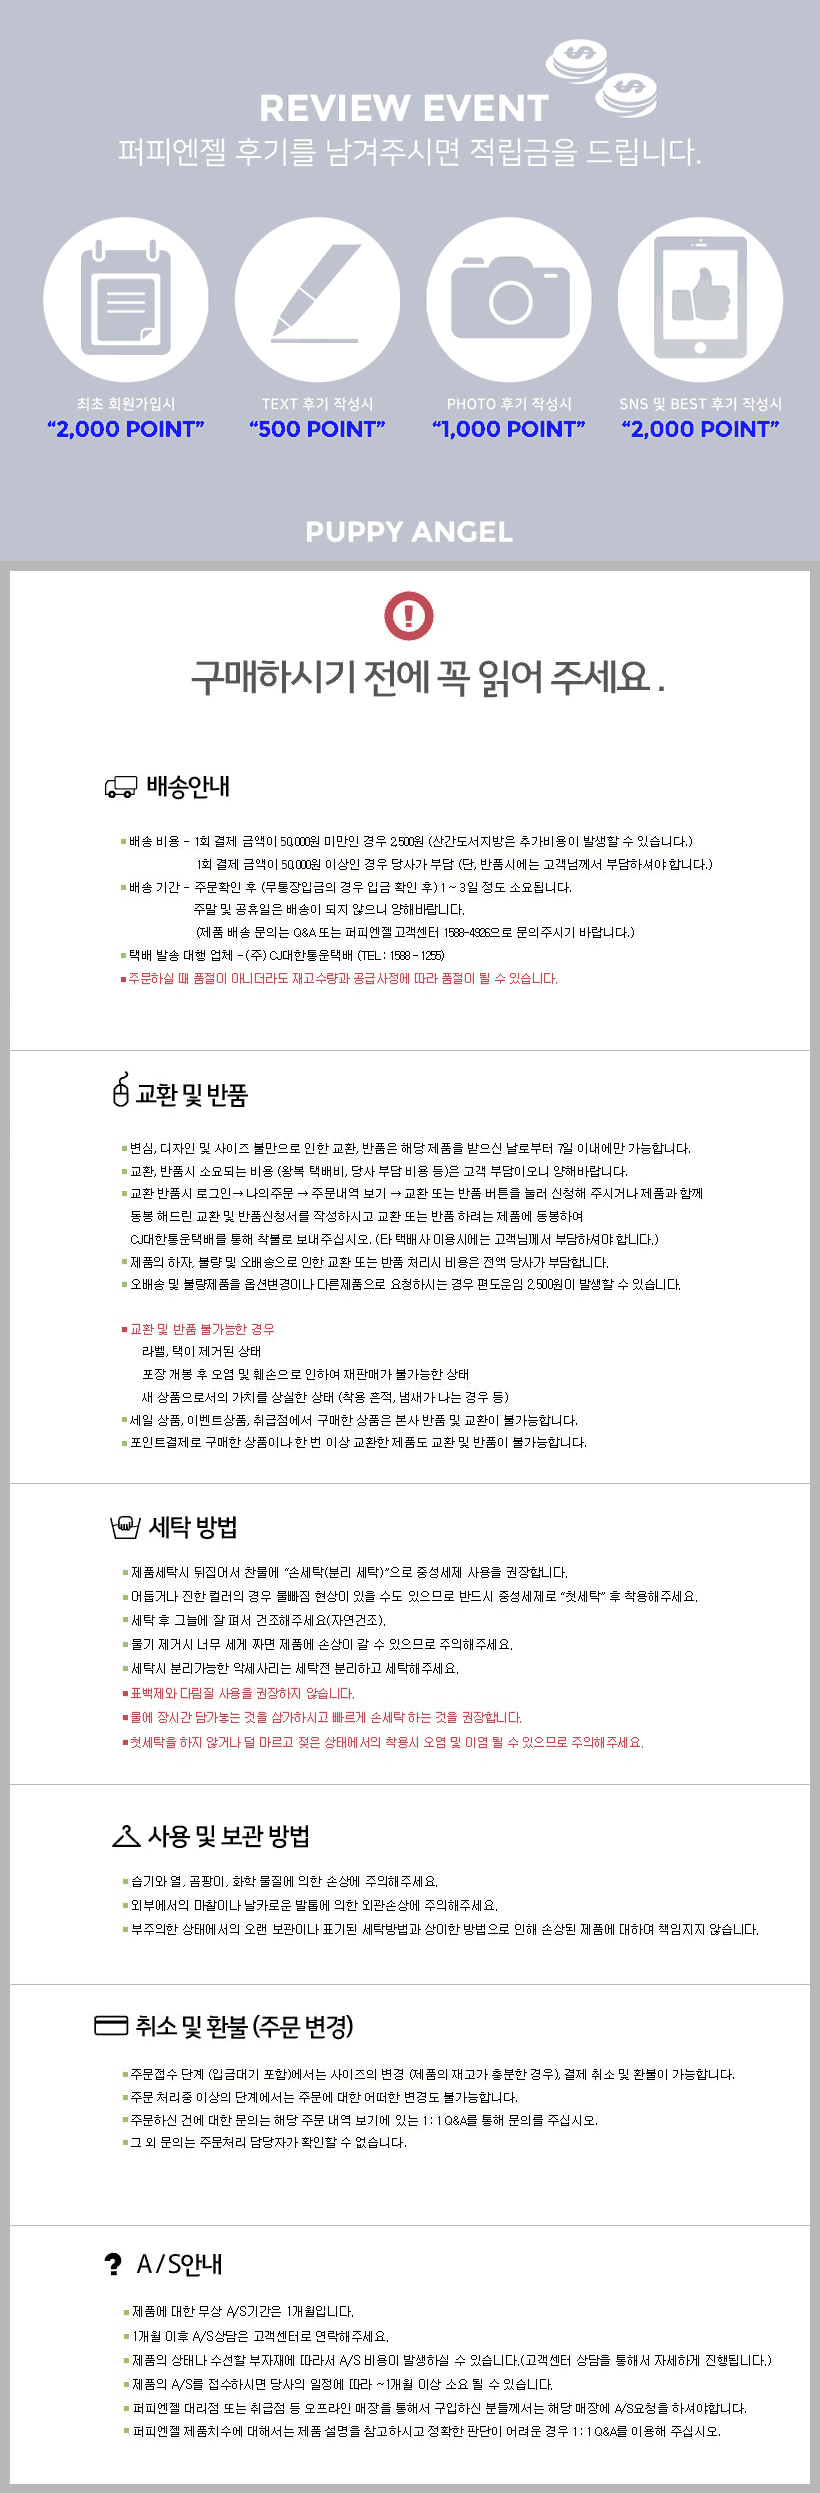 REVIEW EVENT
퍼피엔젤 후기를 남겨주시면 적립금을 드립니다.
최초 회원가입시
TEXT 후기 작성시
PHOTO 후기 작성시
SNS 및 BEST 후기 작성시
“2,000 POINT”
“500 POINT”
“1,000 POINT”
“2,000 POINT”
PUPPY ANGEL
구매하시기 전에 꼭 읽어 주세요 .
배송안내
배송 비용 - 1회 결제 금액이 50,000원 미만인 경우 2,500원 (산간도서지방은 추가비용이 발생할 수 있습니다.)
1회 결제 금액이 50,000원 이상인 경우 당사가 부담 (단, 반품시에는 고객님께서 부담하셔야 합니다.)
배송 기간 - 주문확인 후 (무통장입금의 경우 입금 확인 후) 1 ~ 3일 정도 소요됩니다.
주말 및 공휴일은 배송이 되지 않으니 양해바랍니다.
(제품 배송 문의는 Q&A 또는 퍼피엔젤 고객센터 1588-4926으로 문의주시기 바랍니다.)
택배 발송 대행 업체 - (주) CJ대한통운택배 (TEL : 1588 - 1255)
주문하실 때 품절이 아니더라도 재고수량과 공급사정에 따라 품절이 될 수 있습니다.
교환 및 반품
변심, 디자인 및 사이즈 불만으로 인한 교환, 반품은 해당 제품을 받으신 날로부터 7일 이내에만 가능합니다.
교환, 반품시 소요되는 비용 (왕복 택배비, 당사 부담 비용 등)은 고객 부담이오니 양해바랍니다.
교환 반품시 로그인→ 나의주문 → 주문내역 보기 → 교환 또는 반품 버튼을 눌러 신청해 주시거나 제품과 함께
동봉 해드린 교환 및 반품신청서를 작성하시고 교환 또는 반품 하려는 제품에 동봉하여
CJ대한통운택배를 통해 착불로 보내주십시오. (타 택배사 이용시에는 고객님께서 부담하셔야 합니다.)
제품의 하자, 불량 및 오배송으로 인한 교환 또는 반품 처리시 비용은 전액 당사가 부담합니다.
오배송 및 불량제품을 옵션변경이나 다른제품으로 요청하시는 경우 편도운임 2,500원이 발생할 수 있습니다.
교환 및 반품 불가능한 경우
라벨, 택이 제거된 상태
포장 개봉 후 오염 및 훼손으로 인하여 재판매가 불가능한 상태
새 상품으로서의 가치를 상실한 상태 (착용 흔적, 냄새가 나는 경우 등)
세일 상품, 이벤트상품, 취급점에서 구매한 상품은 본사 반품 및 교환이 불가능합니다.
포인트결제로 구매한 상품이나 한 번 이상 교환한 제품도 교환 및 반품이 불가능합니다.
세탁 방법
제품세탁시 뒤집어서 찬물에 “손세탁(분리 세탁)”으로 중성세제 사용을 권장합니다.
어둡거나 진한 컬러의 경우 물빠짐 현상이 있을 수도 있으므로 반드시 중성세제로 “첫세탁” 후 착용해주세요.
세탁 후 그늘에 잘 펴서 건조해주세요(자연건조).
물기 제거시 너무 세게 짜면 제품에 손상이 갈 수 있으므로 주의해주세요.
세탁시 분리가능한 악세사리는 세탁전 분리하고 세탁해주세요.
표백제와 다림질 사용을 권장하지 않습니다.
물에 장시간 담가놓는 것을 삼가하시고 빠르게 손세탁 하는 것을 권장합니다.
첫세탁을 하지 않거나 덜 마르고 젖은 상태에서의 착용시 오염 및 이염 될 수 있으므로 주의해주세요.
사용 및 보관 방법
습기와 열, 곰팡이, 화학 물질에 의한 손상에 주의해주세요.
외부에서의 마찰이나 날카로운 발톱에 의한 외관손상에 주의해주세요.
부주의한 상태에서의 오랜 보관이나 표기된 세탁방법과 상이한 방법으로 인해 손상된 제품에 대하여 책임지지 않습니다.
취소 및 환불 (주문 변경)
주문접수 단계 (입금대기 포함)에서는 사이즈의 변경 (제품의 재고가 충분한 경우), 결제 취소 및 환불이 가능합니다.
주문 처리중 이상의 단계에서는 주문에 대한 어떠한 변경도 불가능합니다.
주문하신 건에 대한 문의는 해당 주문 내역 보기에 있는 1 : 1 Q&A를 통해 문의를 주십시오.
그 외 문의는 주문처리 담당자가 확인할 수 없습니다.
A / S안내
제품에 대한 무상 A/S기간은 1개월입니다.
1개월 이후 A/S상담은 고객센터로 연락해주세요.
제품의 상태나 수선할 부자재에 따라서 A/S 비용이 발생하실 수 있습니다.(고객센터 상담을 통해서 자세하게 진행됩니다.)
제품의 A/S를 접수하시면 당사의 일정에 따라 ~1개월 이상 소요 될 수 있습니다.
퍼피엔젤 대리점 또는 취급점 등 오프라인 매장을 통해서 구입하신 분들께서는 해당 매장에 A/S요청을 하셔야합니다.
퍼피엔젤 제품치수에 대해서는 제품 설명을 참고하시고 정확한 판단이 어려운 경우 1 : 1 Q&A를 이용해 주십시오.